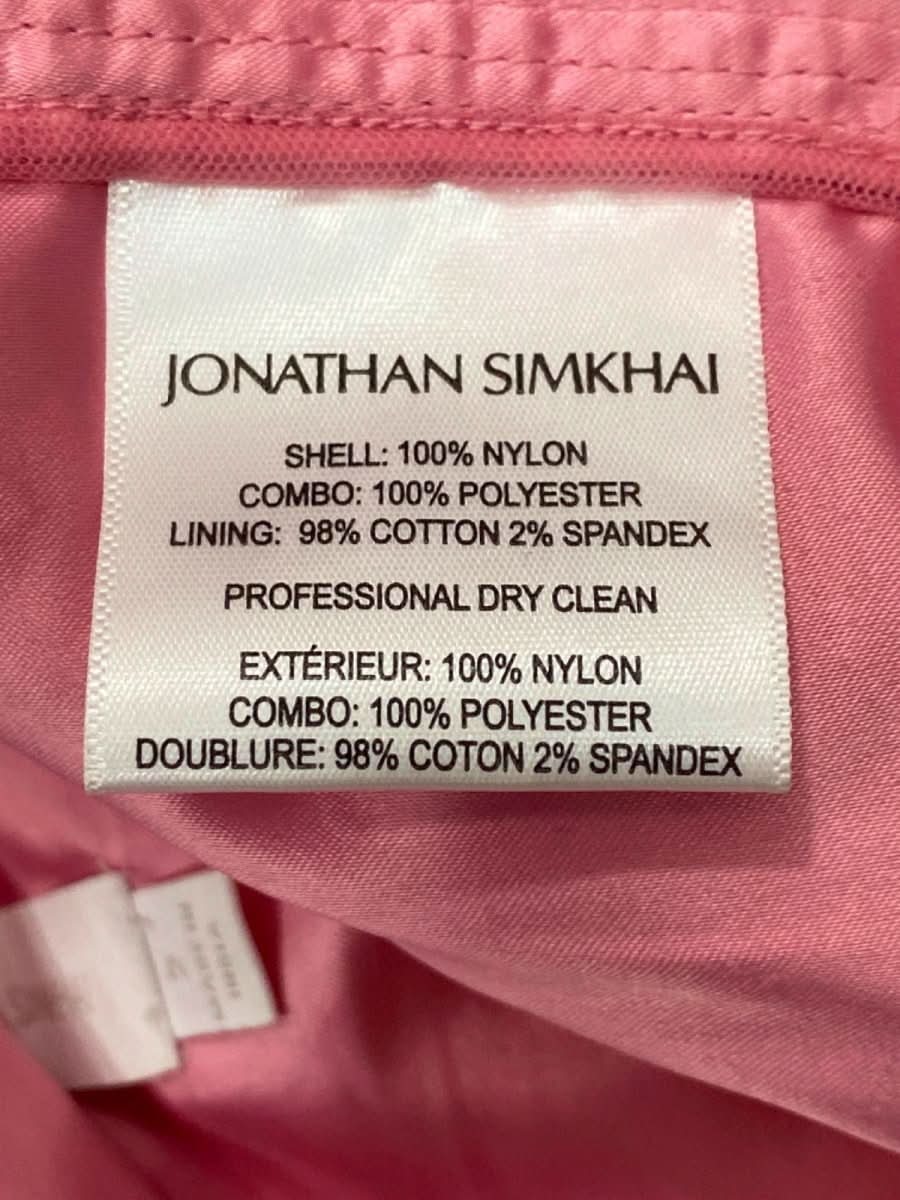 JONATHAN SIMKHAI
SHELL: 100% NYLON
COMBO: 100% POLYESTER
LINING: 98% COTTON 2% SPANDEX
PROFESSIONAL DRY CLEAN
EXTÉRIEUR: 100% NYLON
COMBO: 100% POLYESTER
DOUBLURE: 98% COTON 2% SPANDEX